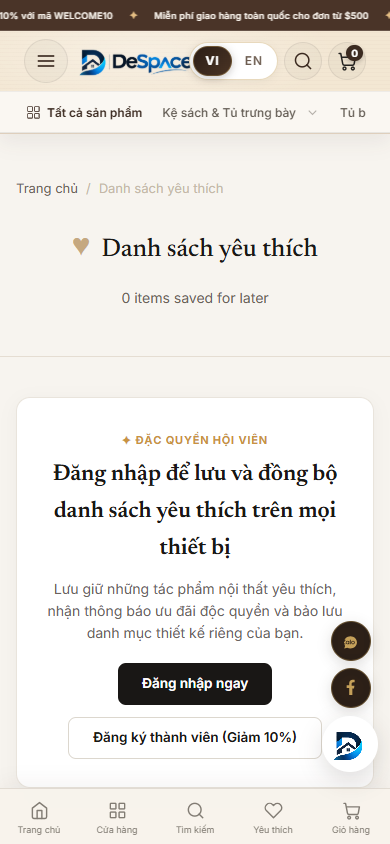 10% với mã WELCOME10 ✦ Miễn phí giao hàng toàn quốc cho đơn từ $500 ✦
DeSpace VI EN 0
Tất cả sản phẩm Kệ sách & Tủ trưng bày Tủ b
Trang chủ / Danh sách yêu thích
♥ Danh sách yêu thích
0 items saved for later
✦ ĐẶC QUYỀN HỘI VIÊN
Đăng nhập để lưu và đồng bộ
danh sách yêu thích trên mọi
thiết bị
Lưu giữ những tác phẩm nội thất yêu thích,
nhận thông báo ưu đãi độc quyền và bảo lưu
danh mục thiết kế riêng của bạn.
Zalo
Đăng nhập ngay
Đăng ký thành viên (Giảm 10%)
Trang chủ Cửa hàng Tìm kiếm Yêu thích Giỏ hàng